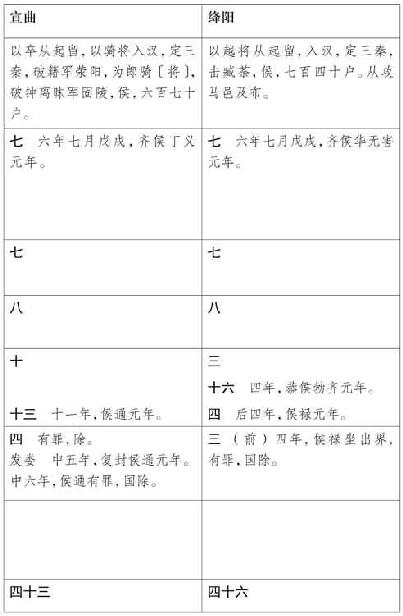 宣曲
绛阳
以卒从起留,以骑将入汉,定三
秦,破籍军荥阳,为郎骑〔将〕,
破钟离眛军固陵,侯,六百七十
户。
以越将从起留,入汉,定三秦,
击臧荼,侯,七百四十户。从攻
马邑及布。
七 六年七月戊戌,齐侯丁义
元年。
七 六年七月戊戌,齐侯华无害
元年。
七
七
八
八
十
十三 十一年,侯通元年。
三
十六 四年,恭侯勃齐元年。
四 后四年,侯禄元年。
四 有罪,除。
发娄 中五年,复封侯通元年。
中六年,侯通有罪,国除。
三 (前)四年,侯禄坐出界,
有罪,国除。
四十三
四十六